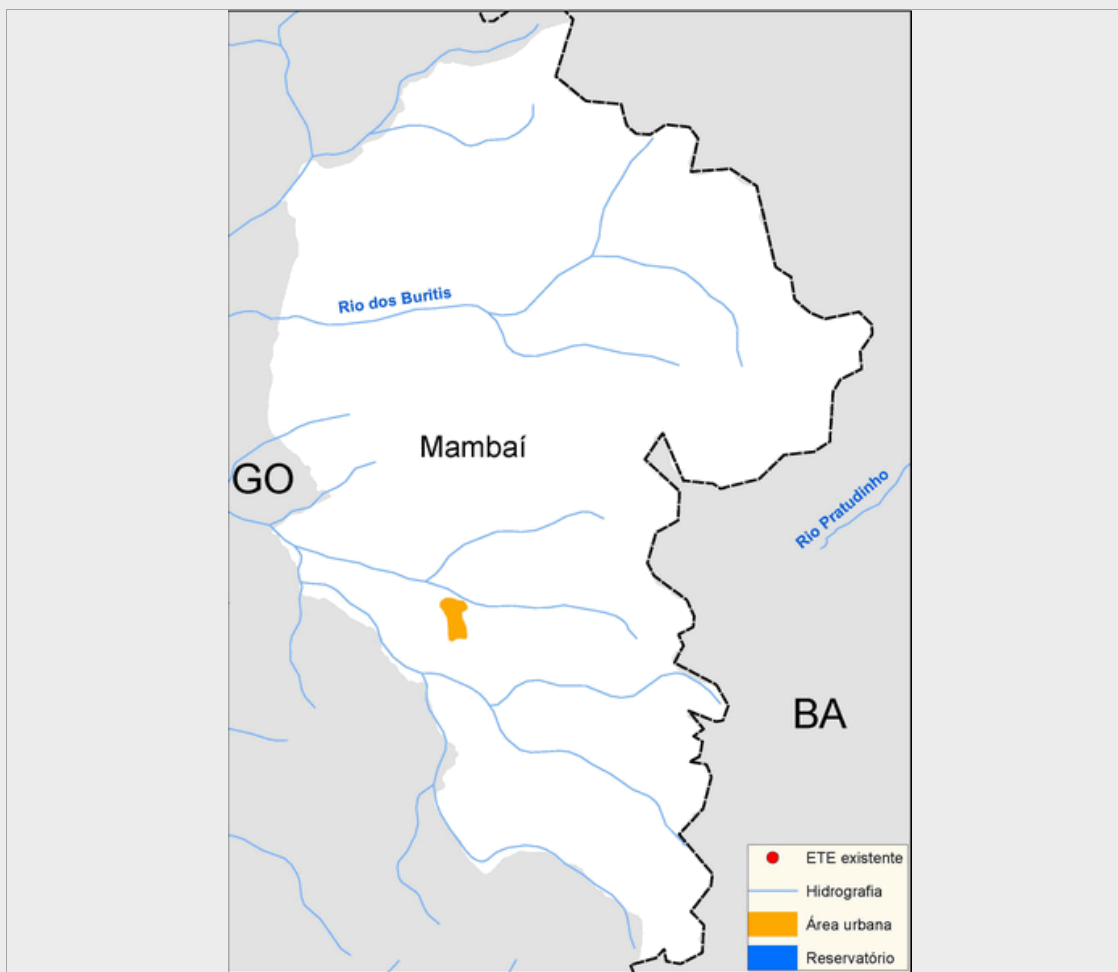 Rio dos Buritis
Mambaí
GO
Rio Pratudinho
BA
ETE existente
Hidrografia
Área urbana
Reservatório